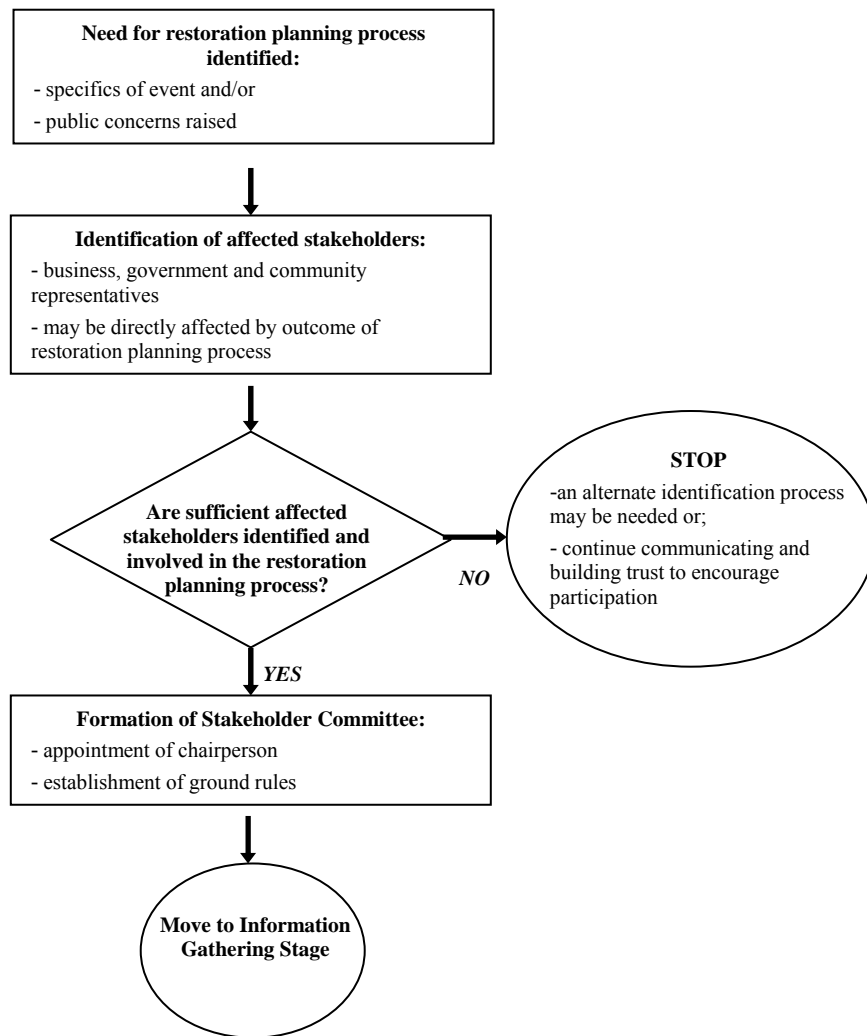 Need for restoration planning process
identified:
- specifics of event and/or
- public concerns raised
Identification of affected stakeholders:
- business, government and community
representatives
- may be directly affected by outcome of
restoration planning process
Are sufficient affected
stakeholders identified and
involved in the restoration
planning process?
NO
STOP
-an alternate identification process
may be needed or;
- continue communicating and
building trust to encourage
participation
YES
Formation of Stakeholder Committee:
- appointment of chairperson
- establishment of ground rules
Move to Information
Gathering Stage